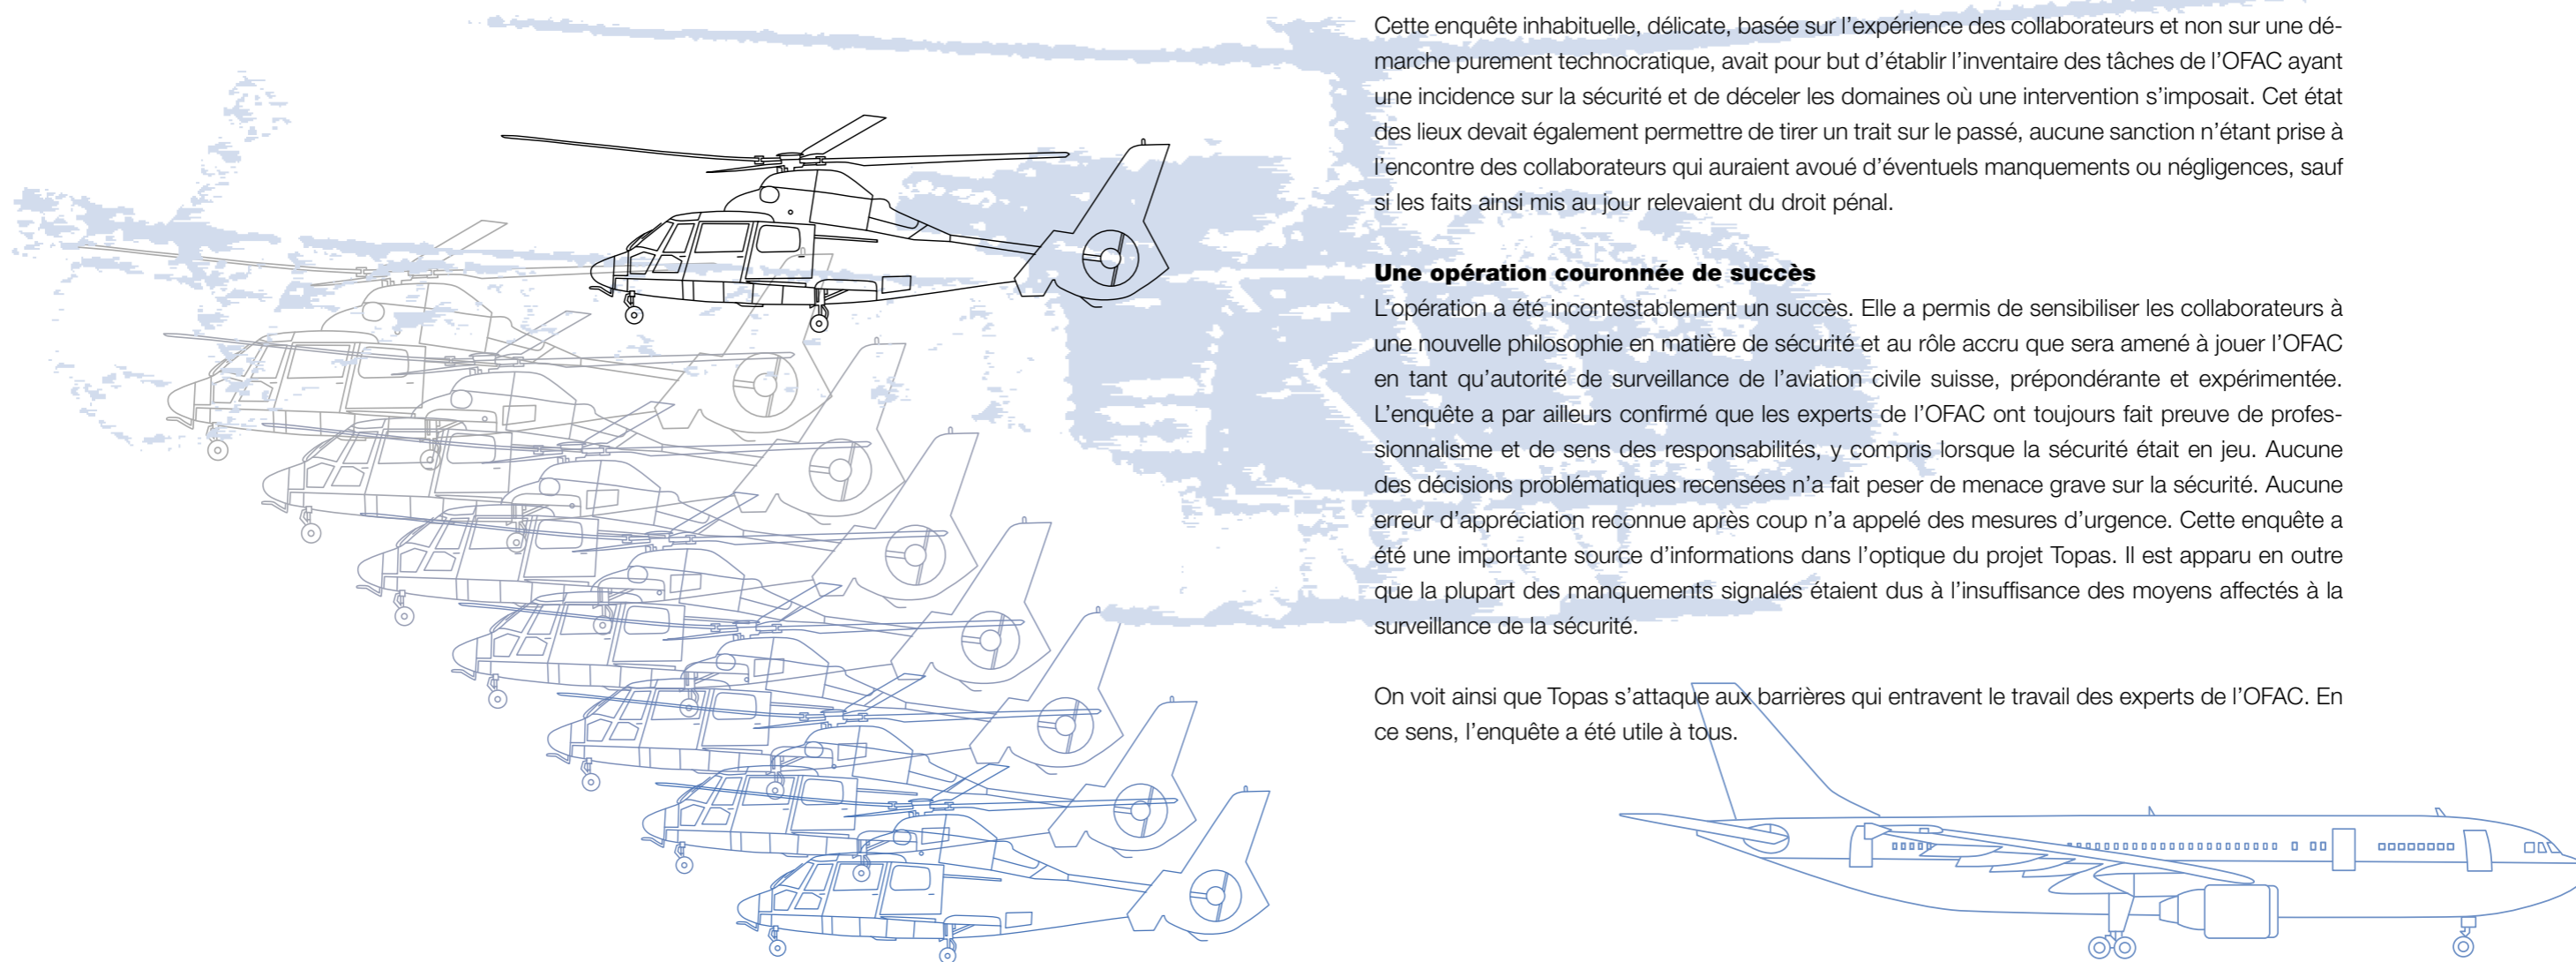 Cette enquête inhabituelle, délicate, basée sur l'expérience des collaborateurs et non sur une dé-
marche purement technocratique, avait pour but d'établir l'inventaire des tâches de l'OFAC ayant
une incidence sur la sécurité et de déceler les domaines où une intervention s'imposait. Cet état
des lieux devait également permettre de tirer un trait sur le passé, aucune sanction n'étant prise à
l'encontre des collaborateurs qui auraient avoué d'éventuels manquements ou négligences, sauf
si les faits ainsi mis au jour relevaient du droit pénal.
Une opération couronnée de succès
L'opération a été incontestablement un succès. Elle a permis de sensibiliser les collaborateurs à
une nouvelle philosophie en matière de sécurité et au rôle accru que sera amené à jouer l'OFAC
en tant qu'autorité de surveillance de l'aviation civile suisse, prépondérante et expérimentée.
L'enquête a par ailleurs confirmé que les experts de l'OFAC ont toujours fait preuve de profes-
sionnalisme et de sens des responsabilités, y compris lorsque la sécurité était en jeu. Aucune
des décisions problématiques recensées n'a fait peser de menace grave sur la sécurité. Aucune
erreur d'appréciation reconnue après coup n'a appelé des mesures d'urgence. Cette enquête a
été une importante source d'informations dans l'optique du projet Topas. Il est apparu en outre
que la plupart des manquements signalés étaient dus à l'insuffisance des moyens affectés à la
surveillance de la sécurité.
On voit ainsi que Topas s'attaque aux barrières qui entravent le travail des experts de l'OFAC. En
ce sens, l'enquête a été utile à tous.